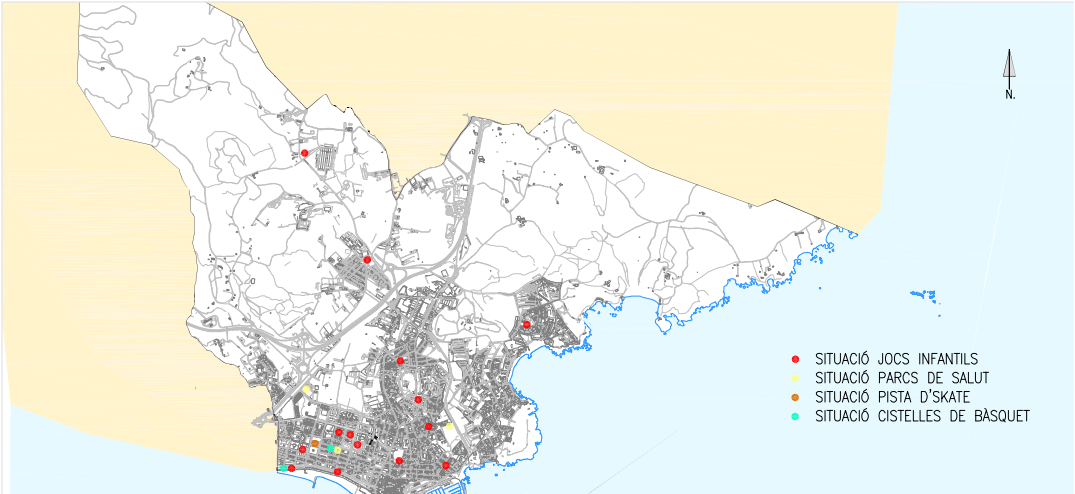 N.
SITUACIÓ JOCS INFANTILS
SITUACIÓ PARCS DE SALUT
SITUACIÓ PISTA D'SKATE
SITUACIÓ CISTELLES DE BÀSQUET